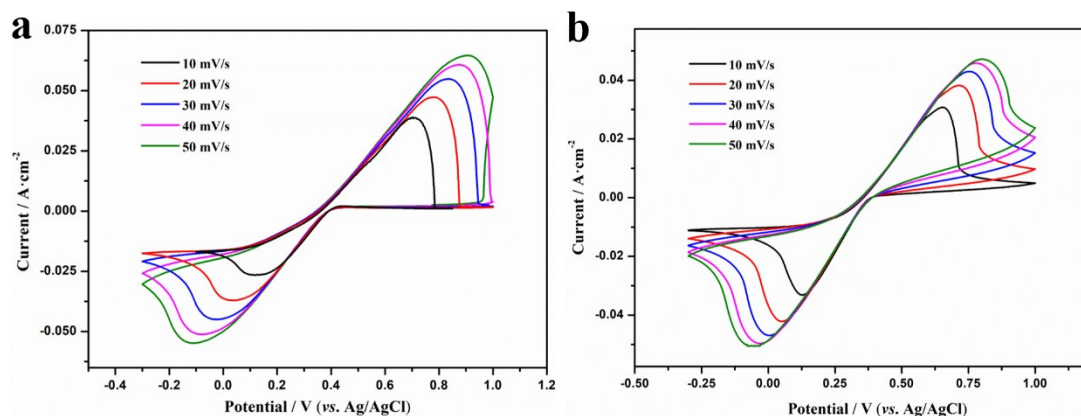 a
0.075
0.050
0.025
0.000
-0.025
-0.050
Current / A·cm-2
10 mV/s
20 mV/s
30 mV/s
40 mV/s
50 mV/s
-0.4 -0.2 0.0 0.2 0.4 0.6 0.8 1.0 1.2
Potential / V (vs. Ag/AgCl)
b
0.04
0.02
0.00
-0.02
-0.04
Current / A·cm-2
10 mV/s
20 mV/s
30 mV/s
40 mV/s
50 mV/s
-0.50 -0.25 0.00 0.25 0.50 0.75 1.00
Potential / V (vs. Ag/AgCl)